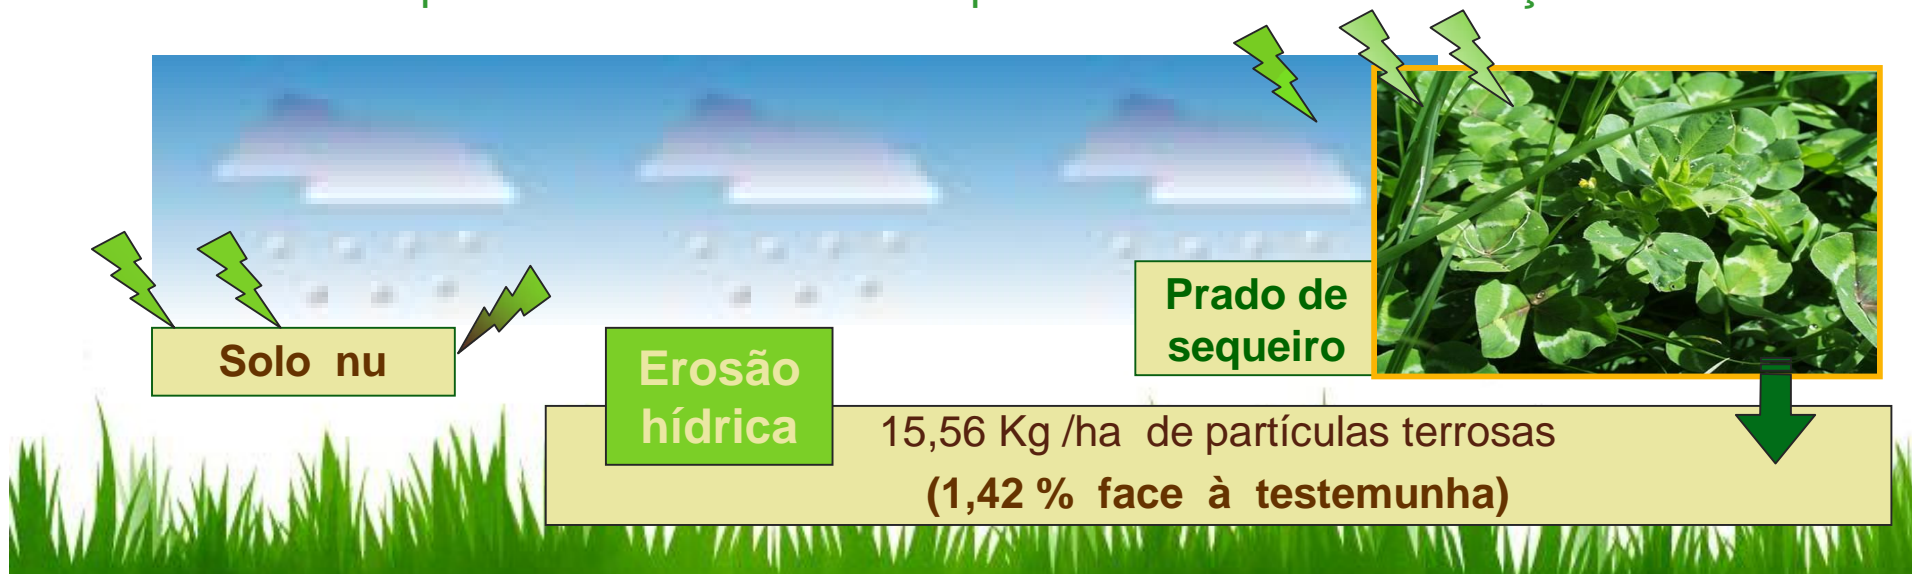 Solo nu
Prado de
sequeiro
Erosão
hídrica
15,56 Kg /ha de partículas terrosas
(1,42 % face à testemunha)